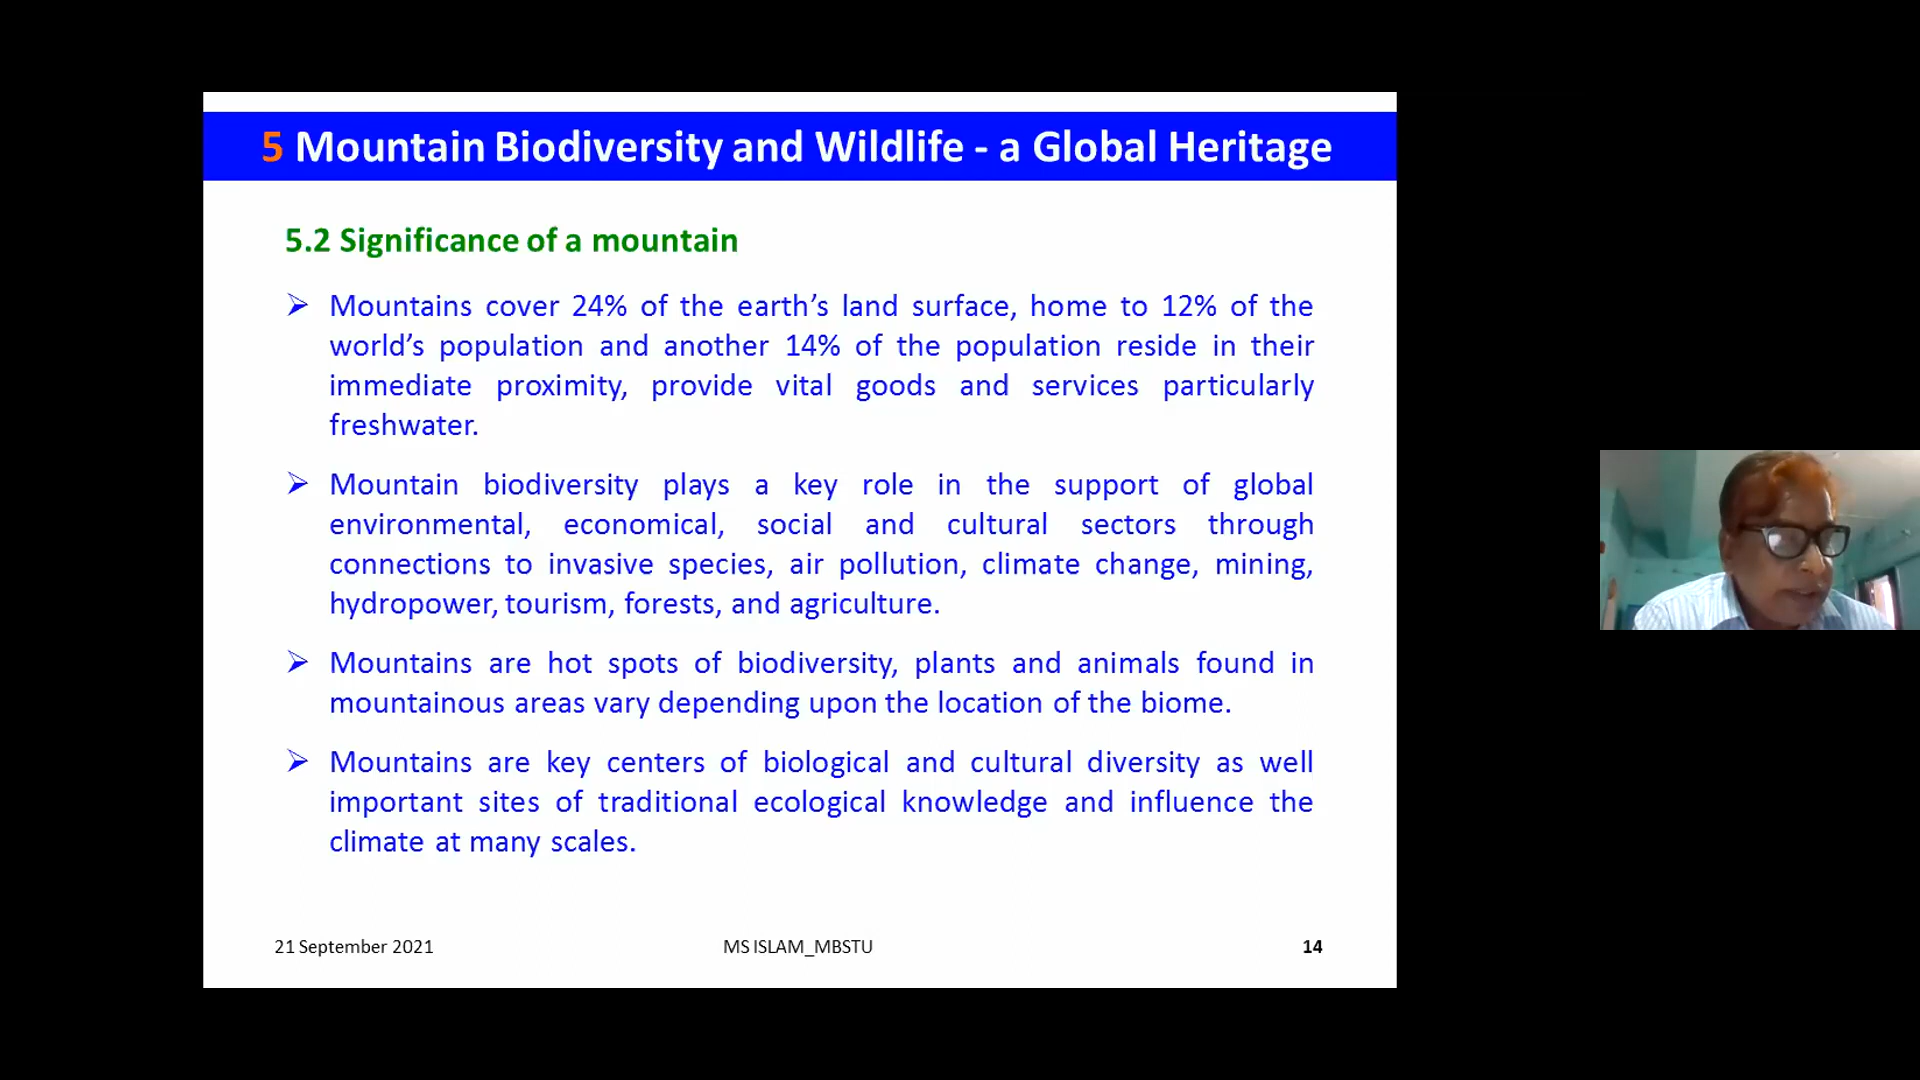 5 Mountain Biodiversity and Wildlife - a Global Heritage
5.2 Significance of a mountain
➢ Mountains cover 24% of the earth’s land surface, home to 12% of the
world’s population and another 14% of the population reside in their
immediate proximity, provide vital goods and services particularly
freshwater.
➢ Mountain biodiversity plays a key role in the support of global
environmental, economical, social and cultural sectors through
connections to invasive species, air pollution, climate change, mining,
hydropower, tourism, forests, and agriculture.
➢ Mountains are hot spots of biodiversity, plants and animals found in
mountainous areas vary depending upon the location of the biome.
➢ Mountains are key centers of biological and cultural diversity as well
important sites of traditional ecological knowledge and influence the
climate at many scales.
21 September 2021 MS ISLAM_MBSTU 14